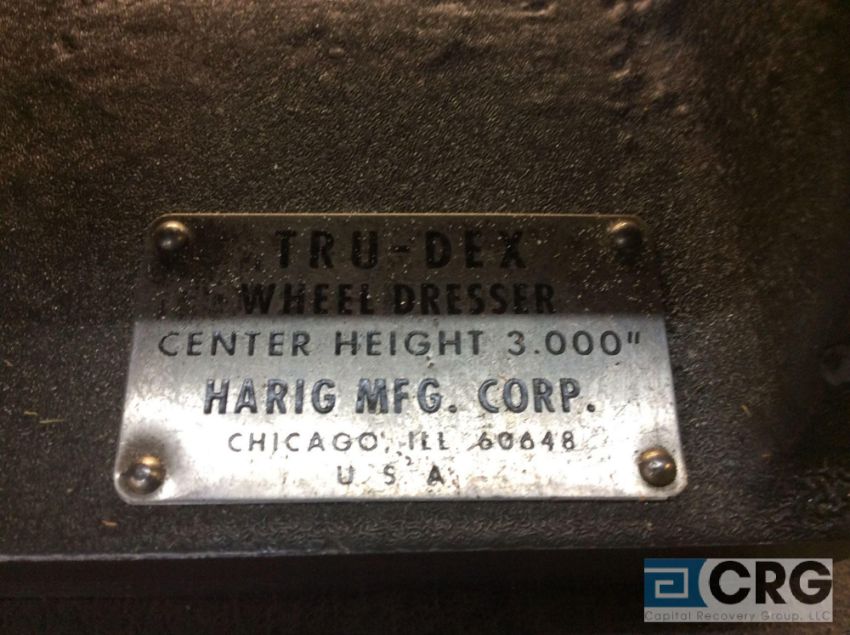 TRU-DEX
WHEEL DRESSER
CENTER HEIGHT 3.000"
HARIG MFG. CORP.
CHICAGO, ILL 60648
U S A
CRG
Capital Recovery Group, LLC